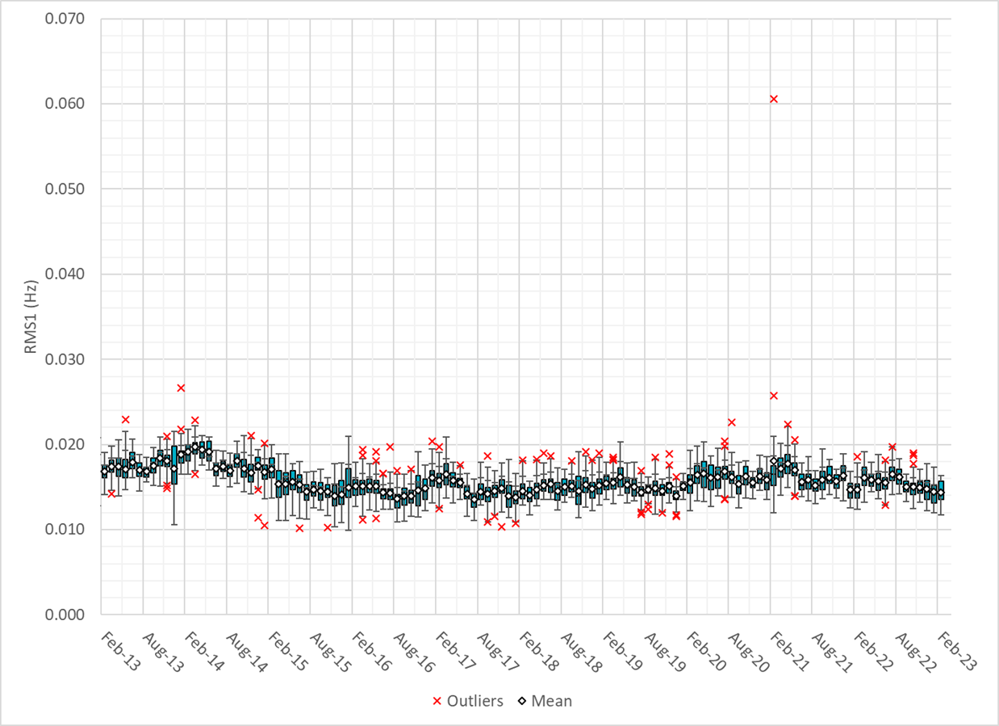 0.070
0.060
0.050
0.040
0.030
0.020
0.010
0.000
RMS1 (Hz)
Feb-13
Aug-13
Feb-14
Aug-14
Feb-15
Aug-15
Feb-16
Aug-16
Feb-17
Aug-17
Feb-18
Aug-18
Feb-19
Aug-19
Feb-20
Aug-20
Feb-21
Aug-21
Feb-22
Aug-22
Feb-23
Outliers Mean